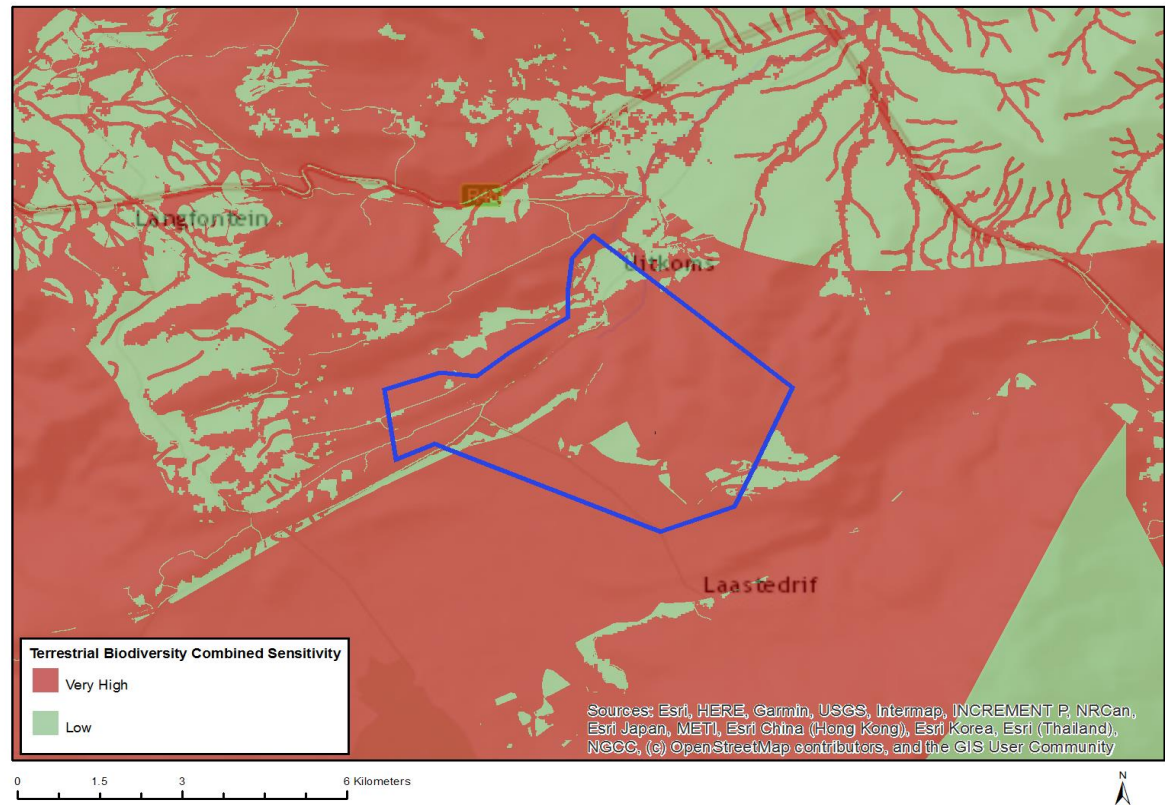 Langfontein
Uitkoms
Laastedrif
Terrestrial Biodiversity Combined Sensitivity
Very High
Low
Sources: Esri, HERE, Garmin, USGS, Intermap, INCREMENT P, NRCan,
Esri Japan, METI, Esri China (Hong Kong), Esri Korea, Esri (Thailand),
NGCC, (c) OpenStreetMap contributors, and the GIS User Community
0 1.5 3 6 Kilometers
N